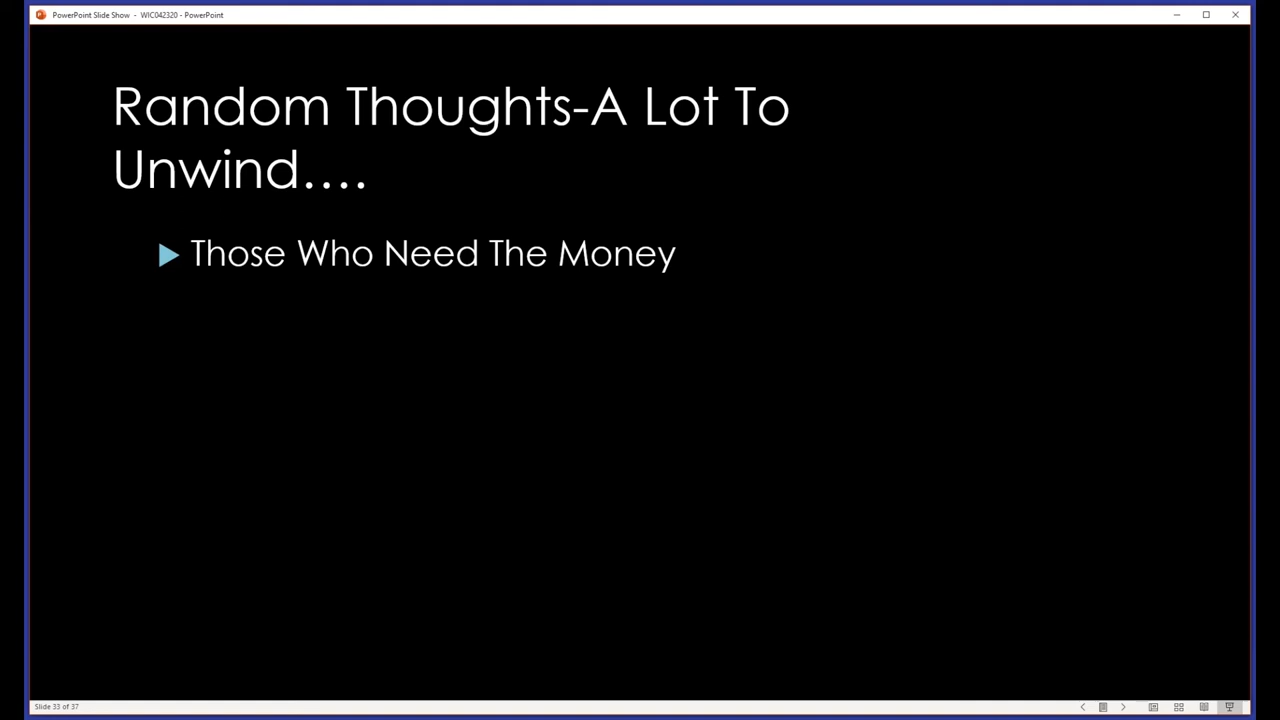 PowerPoint Slide Show - WIC042320 - PowerPoint
Random Thoughts-A Lot To
Unwind....
Those Who Need The Money
Slide 33 of 37